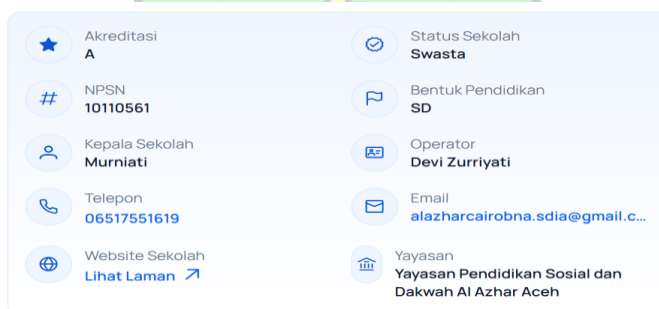 Akreditasi
A
Status Sekolah
Swasta
NPSN
10110561
Bentuk Pendidikan
SD
Kepala Sekolah
Murniati
Operator
Devi Zurriyati
Telepon
06517551619
Email
alazharcairobna.sdia@gmail.c...
Website Sekolah
Lihat Laman
Yayasan
Yayasan Pendidikan Sosial dan
Dakwah Al Azhar Aceh